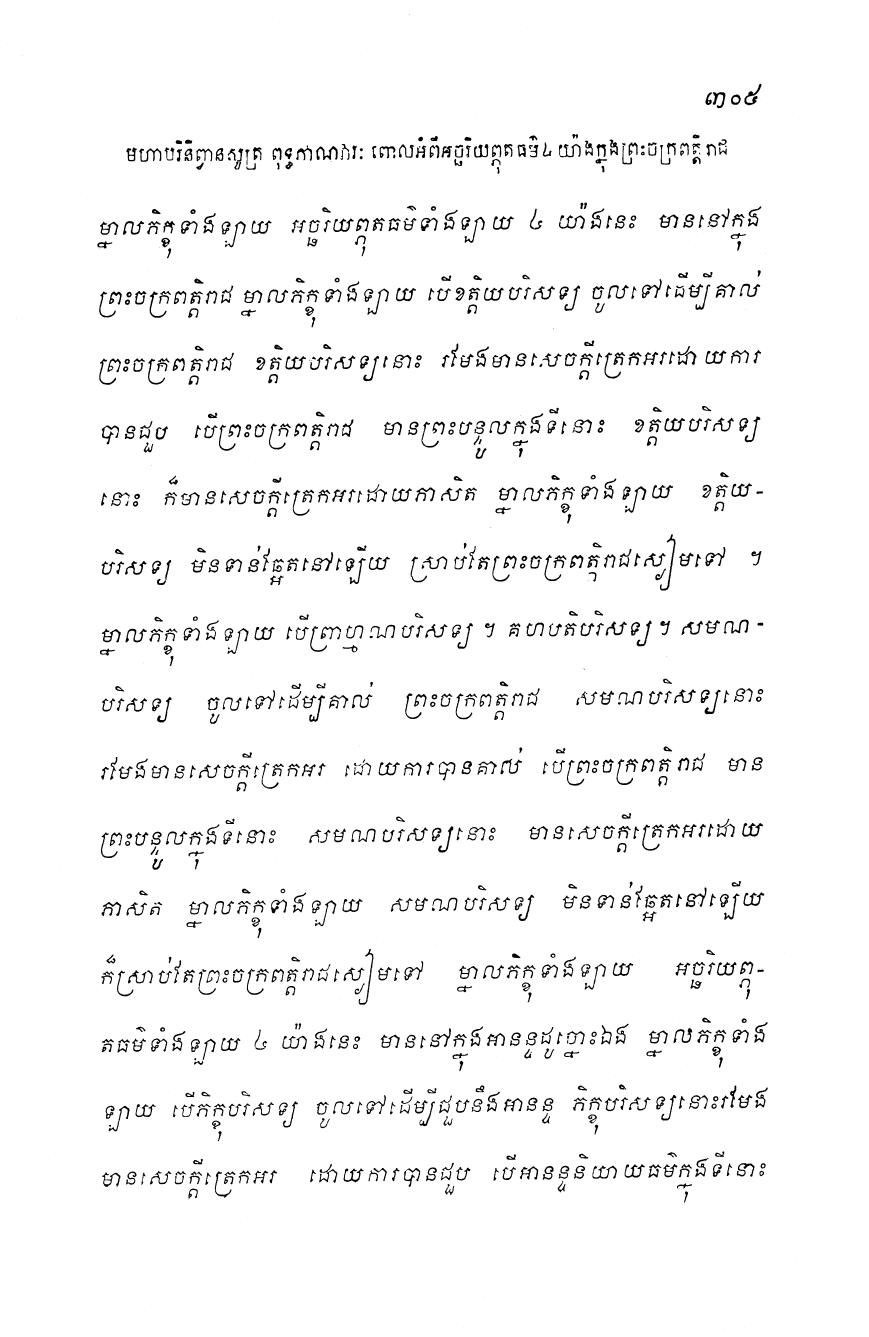 ៣០៥
មហាបរិនិព្វានសូត្រ ពុទ្ធភាណវារៈ ពោលអំពីអច្ឆរិយព្ភុតធម៌៤ យ៉ាងក្នុងព្រះចក្រពត្តិរាជ
ម្នាលភិក្ខុទាំងឡាយ អច្ឆរិយព្ភុតធម៌ទាំងឡាយ ៤ យ៉ាងនេះ មាននៅក្នុង
ព្រះចក្រពត្តិរាជ ម្នាលភិក្ខុទាំងឡាយ បើខត្តិយបរិសទ្យ ចូលទៅដើម្បីគាល់
ព្រះចក្រពត្តិរាជ ខត្តិយបរិសទ្យនោះ រមែងមានសេចក្តីត្រេកអរដោយការ
បានជួប បើព្រះចក្រពត្តិរាជ មានព្រះបន្ទូលក្នុងទីនោះ ខត្តិយបរិសទ្យ
នោះ ក៏មានសេចក្តីត្រេកអរដោយភាសិត ម្នាលភិក្ខុទាំងឡាយ ខត្តិយ-
បរិសទ្យ មិនទាន់ឆ្អែតនៅឡើយ ស្រាប់តែព្រះចក្រពត្តិរាជស្ងៀមទៅ ។
ម្នាលភិក្ខុទាំងឡាយ បើព្រាហ្មណបរិសទ្យ ។ គហបតិបរិសទ្យ ។ សមណ-
បរិសទ្យ ចូលទៅដើម្បីគាល់ ព្រះចក្រពត្តិរាជ សមណបរិសទ្យនោះ
រមែងមានសេចក្តីត្រេកអរ ដោយការបានគាល់ បើព្រះចក្រពត្តិរាជ មាន
ព្រះបន្ទូលក្នុងទីនោះ សមណបរិសទ្យនោះ មានសេចក្តីត្រេកអរដោយ
ភាសិត ម្នាលភិក្ខុទាំងឡាយ សមណបរិសទ្យ មិនទាន់ឆ្អែតនៅឡើយ
ក៏ស្រាប់តែព្រះចក្រពត្តិរាជស្ងៀមទៅ ម្នាលភិក្ខុទាំងឡាយ អច្ឆរិយព្ភុ-
តធម៌ទាំងឡាយ ៤ យ៉ាងនេះ មាននៅក្នុងអានន្ទដូច្នោះឯង ម្នាលភិក្ខុទាំង
ឡាយ បើភិក្ខុបរិសទ្យ ចូលទៅដើម្បីជួបនឹងអានន្ទ ភិក្ខុបរិសទ្យនោះរមែង
មានសេចក្តីត្រេកអរ ដោយការបានជួប បើអានន្ទនិយាយធម៌ក្នុងទីនោះ